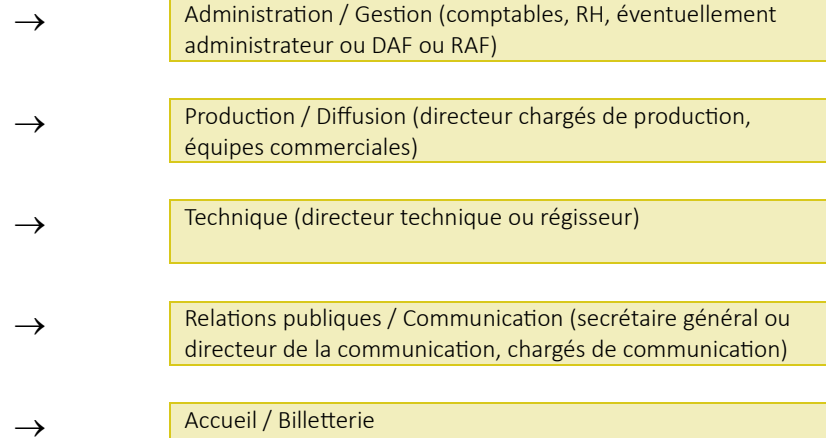 → Administration / Gestion (comptables, RH, éventuellement
administrateur ou DAF ou RAF)
→ Production / Diffusion (directeur chargés de production,
équipes commerciales)
→ Technique (directeur technique ou régisseur)
→ Relations publiques / Communication (secrétaire général ou
directeur de la communication, chargés de communication)
→ Accueil / Billetterie